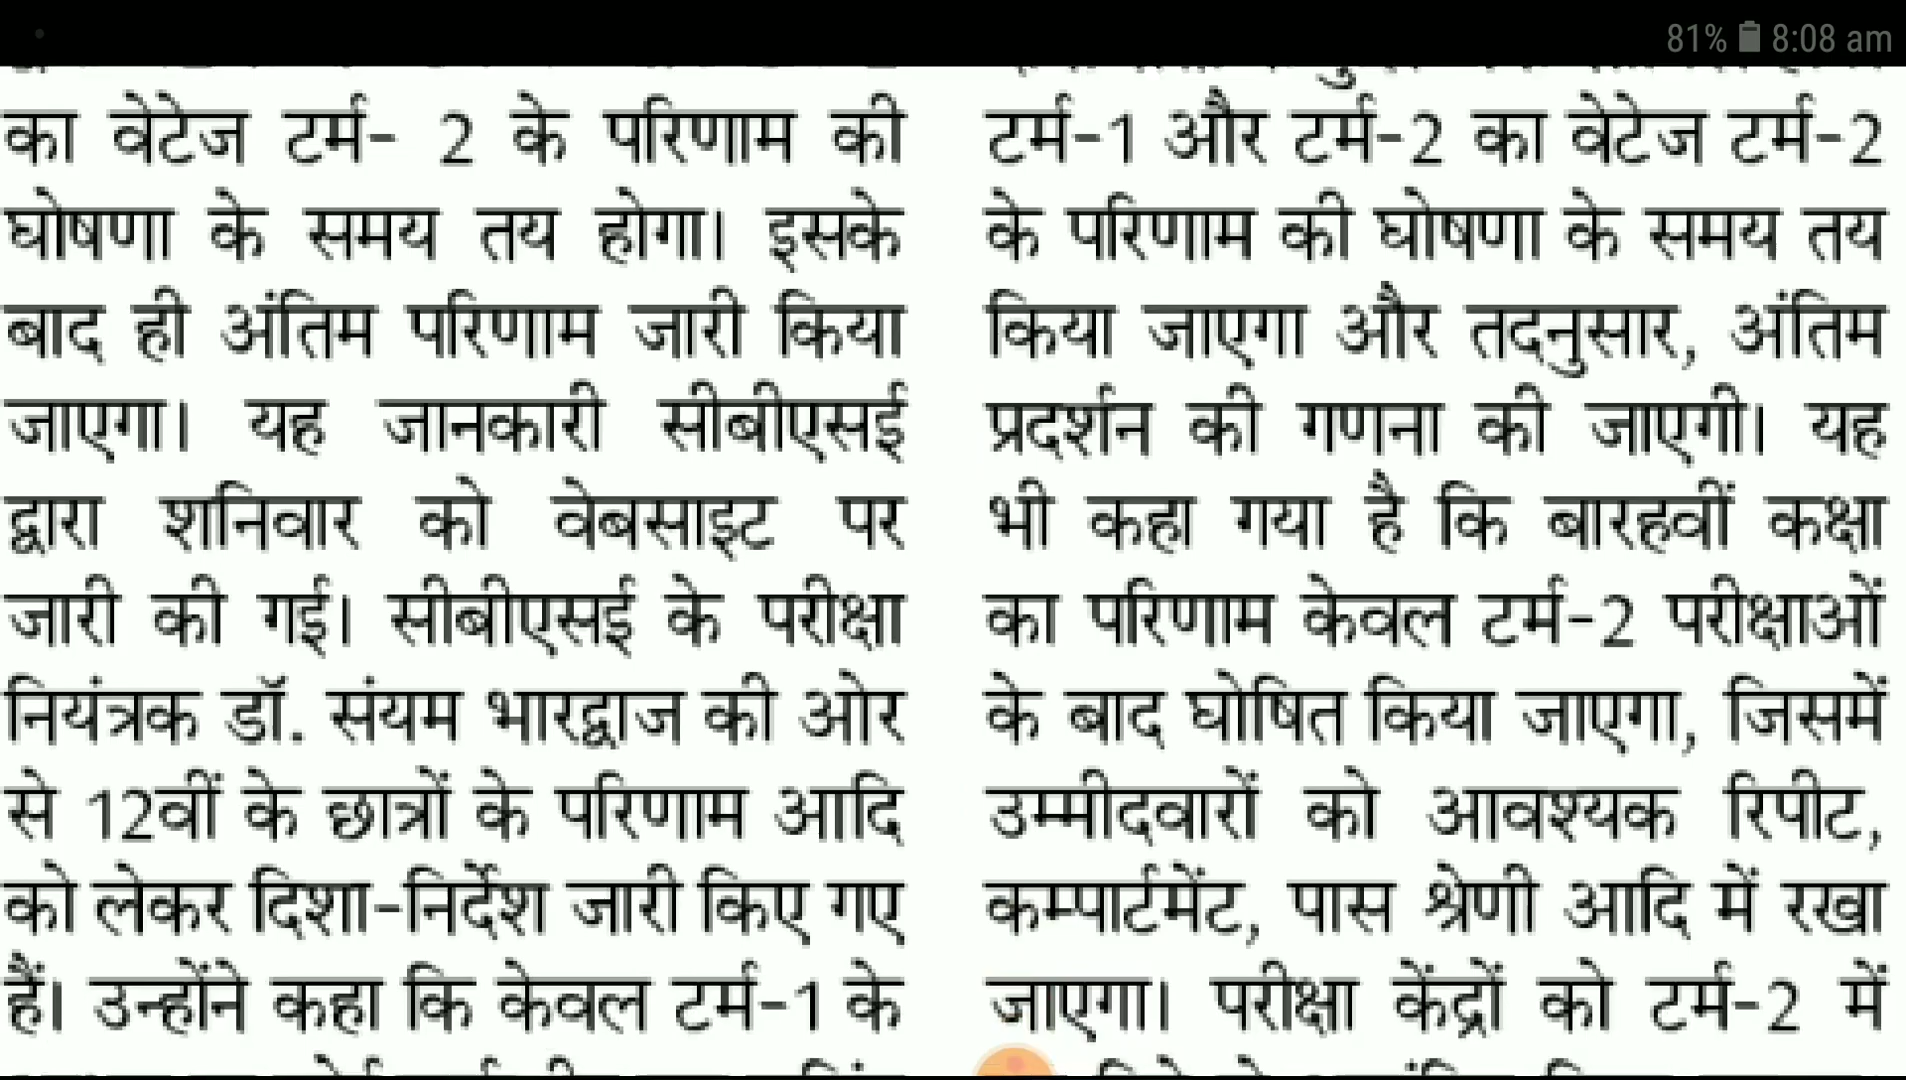 81% 8:08 am
का वेटेज टर्म- 2 के परिणाम की
घोषणा के समय तय होगा। इसके
बाद ही अंतिम परिणाम जारी किया
जाएगा। यह जानकारी सीबीएसई
द्वारा शनिवार को वेबसाइट पर
जारी की गई। सीबीएसई के परीक्षा
नियंत्रक डॉ. संयम भारद्वाज की ओर
से 12वीं के छात्रों के परिणाम आदि
को लेकर दिशा-निर्देश जारी किए गए
हैं। उन्होंने कहा कि केवल टर्म-1 के
टर्म-1 और टर्म-2 का वेटेज टर्म-2
के परिणाम की घोषणा के समय तय
किया जाएगा और तदनुसार, अंतिम
प्रदर्शन की गणना की जाएगी। यह
भी कहा गया है कि बारहवीं कक्षा
का परिणाम केवल टर्म-2 परीक्षाओं
के बाद घोषित किया जाएगा, जिसमें
उम्मीदवारों को आवश्यक रिपीट,
कम्पार्टमेंट, पास श्रेणी आदि में रखा
जाएगा। परीक्षा केंद्रों को टर्म-2 में